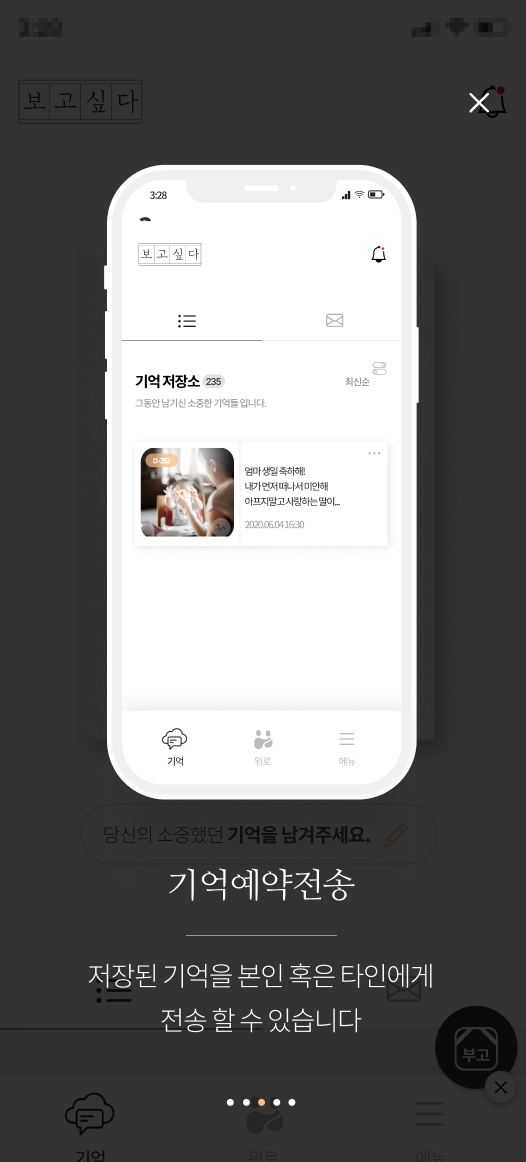 보고싶다
3:28
보고싶다
기억 저장소 235
최신순
그동안 남기신 소중한 기억들 입니다.
D-352
엄마 생일 축하해!
내가 먼저 떠나서 미안해
아프지말고 사랑하는 딸이...
2020.06.04 16:30
기억
위로
메뉴
당신의 소중했던 기억을 남겨주세요.
기억예약전송
저장된 기억을 본인 혹은 타인에게
전송 할 수 있습니다
부고
기억
위로
메뉴